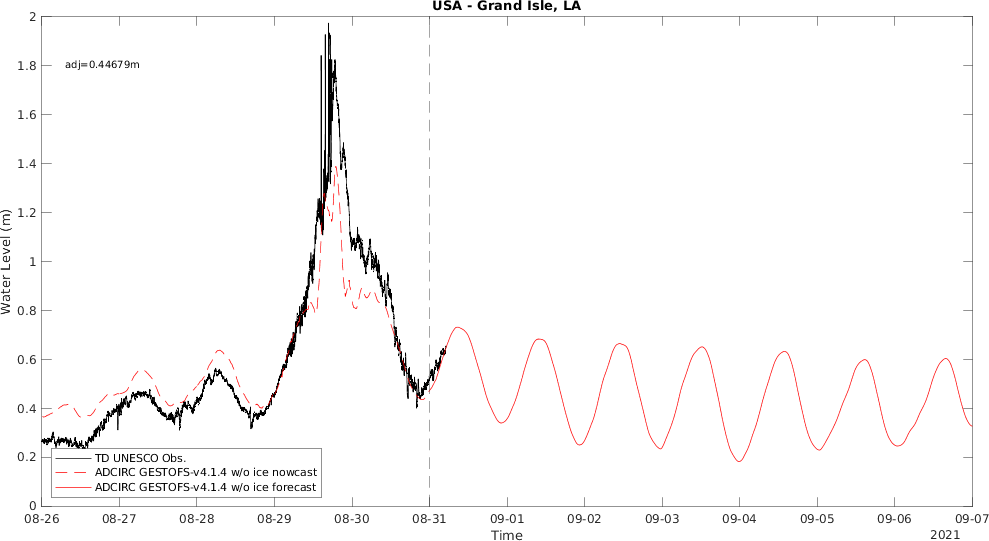 USA - Grand Isle, LA
adj=0.44679m
Water Level (m)
2
1.8
1.6
1.4
1.2
1
0.8
0.6
0.4
0.2
0
TD UNESCO Obs.
ADCIRC GESTOFS-v4.1.4 w/o ice nowcast
ADCIRC GESTOFS-v4.1.4 w/o ice forecast
08-26 08-27 08-28 08-29 08-30 08-31 09-01 09-02 09-03 09-04 09-05 09-06 09-07
Time
2021